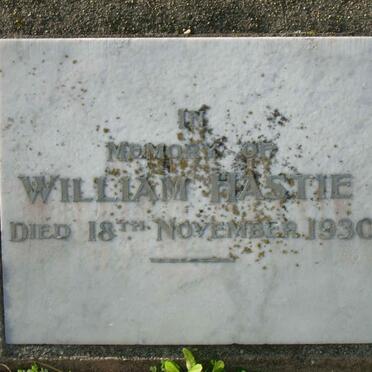 IN
MEMORY OF
WILLIAM HASTIE
DIED 18TH NOVEMBER 1930